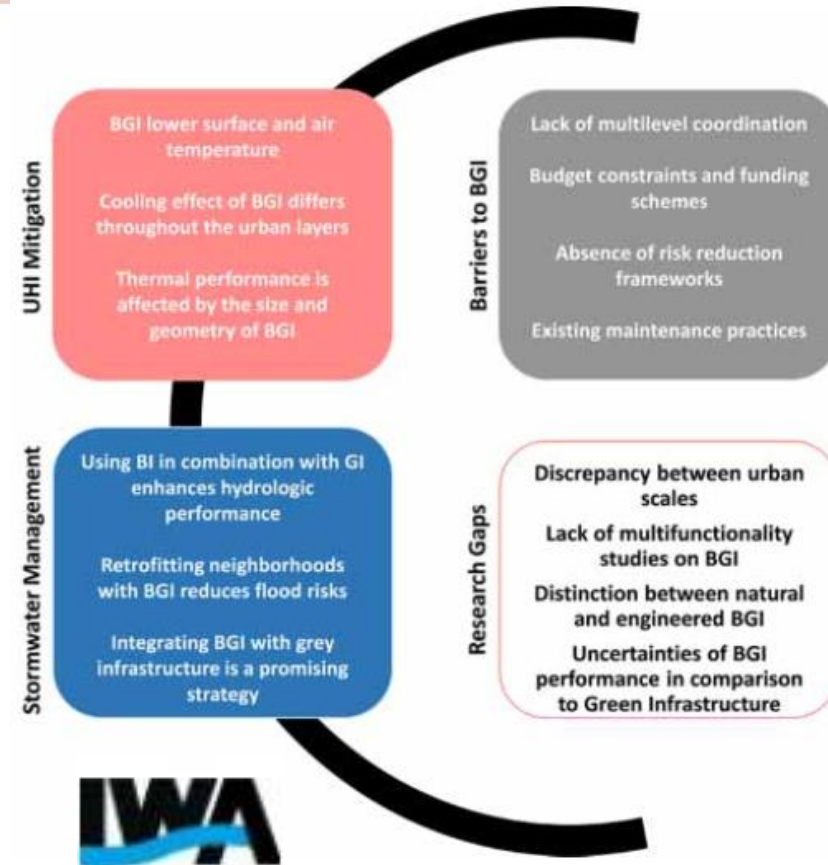 UHI Mitigation
BGI lower surface and air
temperature
Cooling effect of BGI differs
throughout the urban layers
Thermal performance is
affected by the size and
geometry of BGI
Barriers to BGI
Lack of multilevel coordination
Budget constraints and funding
schemes
Absence of risk reduction
frameworks
Existing maintenance practices
Stormwater Management
Using BI in combination with GI
enhances hydrologic
performance
Retrofitting neighborhoods
with BGI reduces flood risks
Integrating BGI with grey
infrastructure is a promising
strategy
Research Gaps
Discrepancy between urban
scales
Lack of multifunctionality
studies on BGI
Distinction between natural
and engineered BGI
Uncertainties of BGI
performance in comparison
to Green Infrastructure
IWA